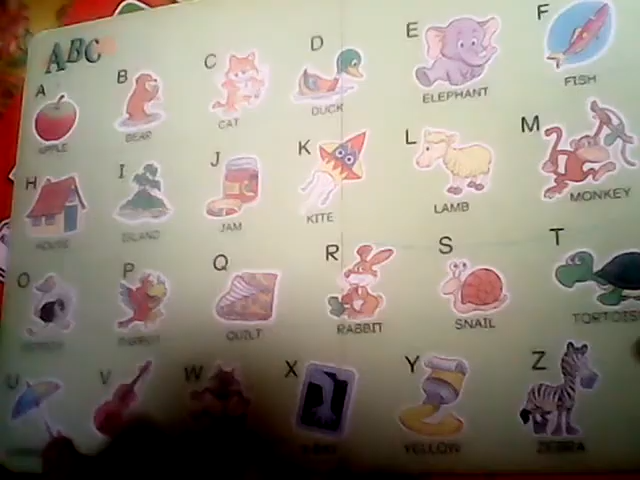 ABC
A B C D E F
APPLE BEAR CAT DUCK ELEPHANT FISH
H I J K L M
HOUSE ISLAND JAM KITE LAMB MONKEY
O P Q R S T
PARROT QUILT RABBIT SNAIL TORTOISE
U V W X Y Z
YELLOW ZEBRA